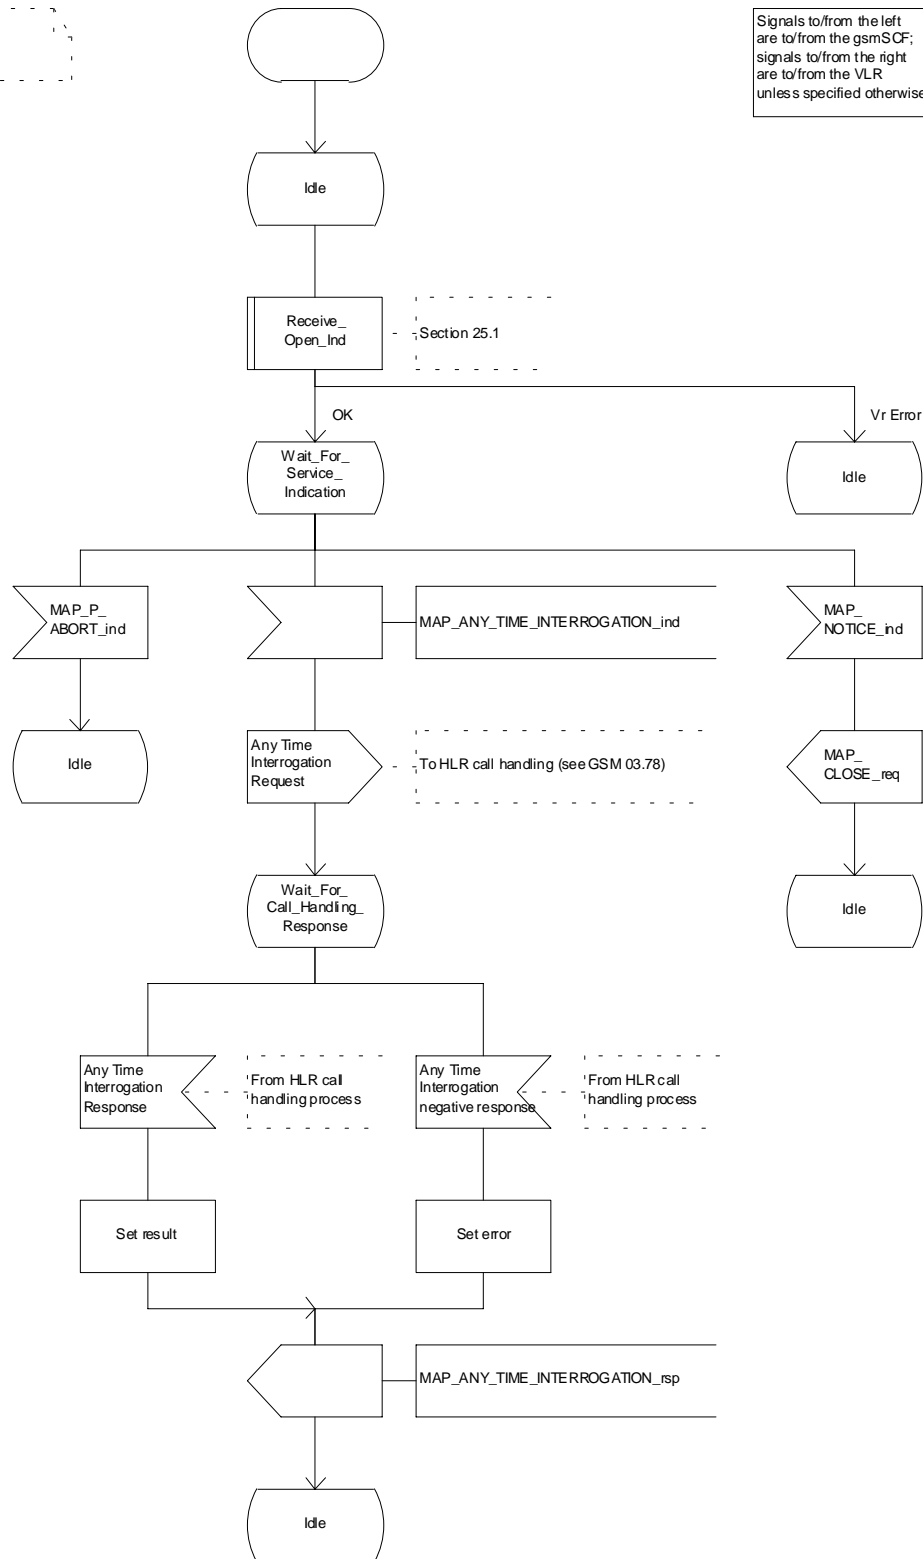 Signals to/from the left
are to/from the gsmSCF;
signals to/from the right
are to/from the VLR
unless specified otherwise
Idle
Receive_
Open_Ind
Section 25.1
OK
Vr Error
Wait_For_
Service_
Indication
Idle
MAP_P_
ABORT_ind
MAP_ANY_TIME_INTERROGATION_ind
MAP_
NOTICE_ind
Idle
Any Time
Interrogation
Request
To HLR call handling (see GSM 03.78)
MAP_
CLOSE_req
Wait_For_
Call_Handling_
Response
Idle
Any Time
Interrogation
Response
From HLR call
handling process
Any Time
Interrogation
negative response
From HLR call
handling process
Set result
Set error
MAP_ANY_TIME_INTERROGATION_rsp
Idle